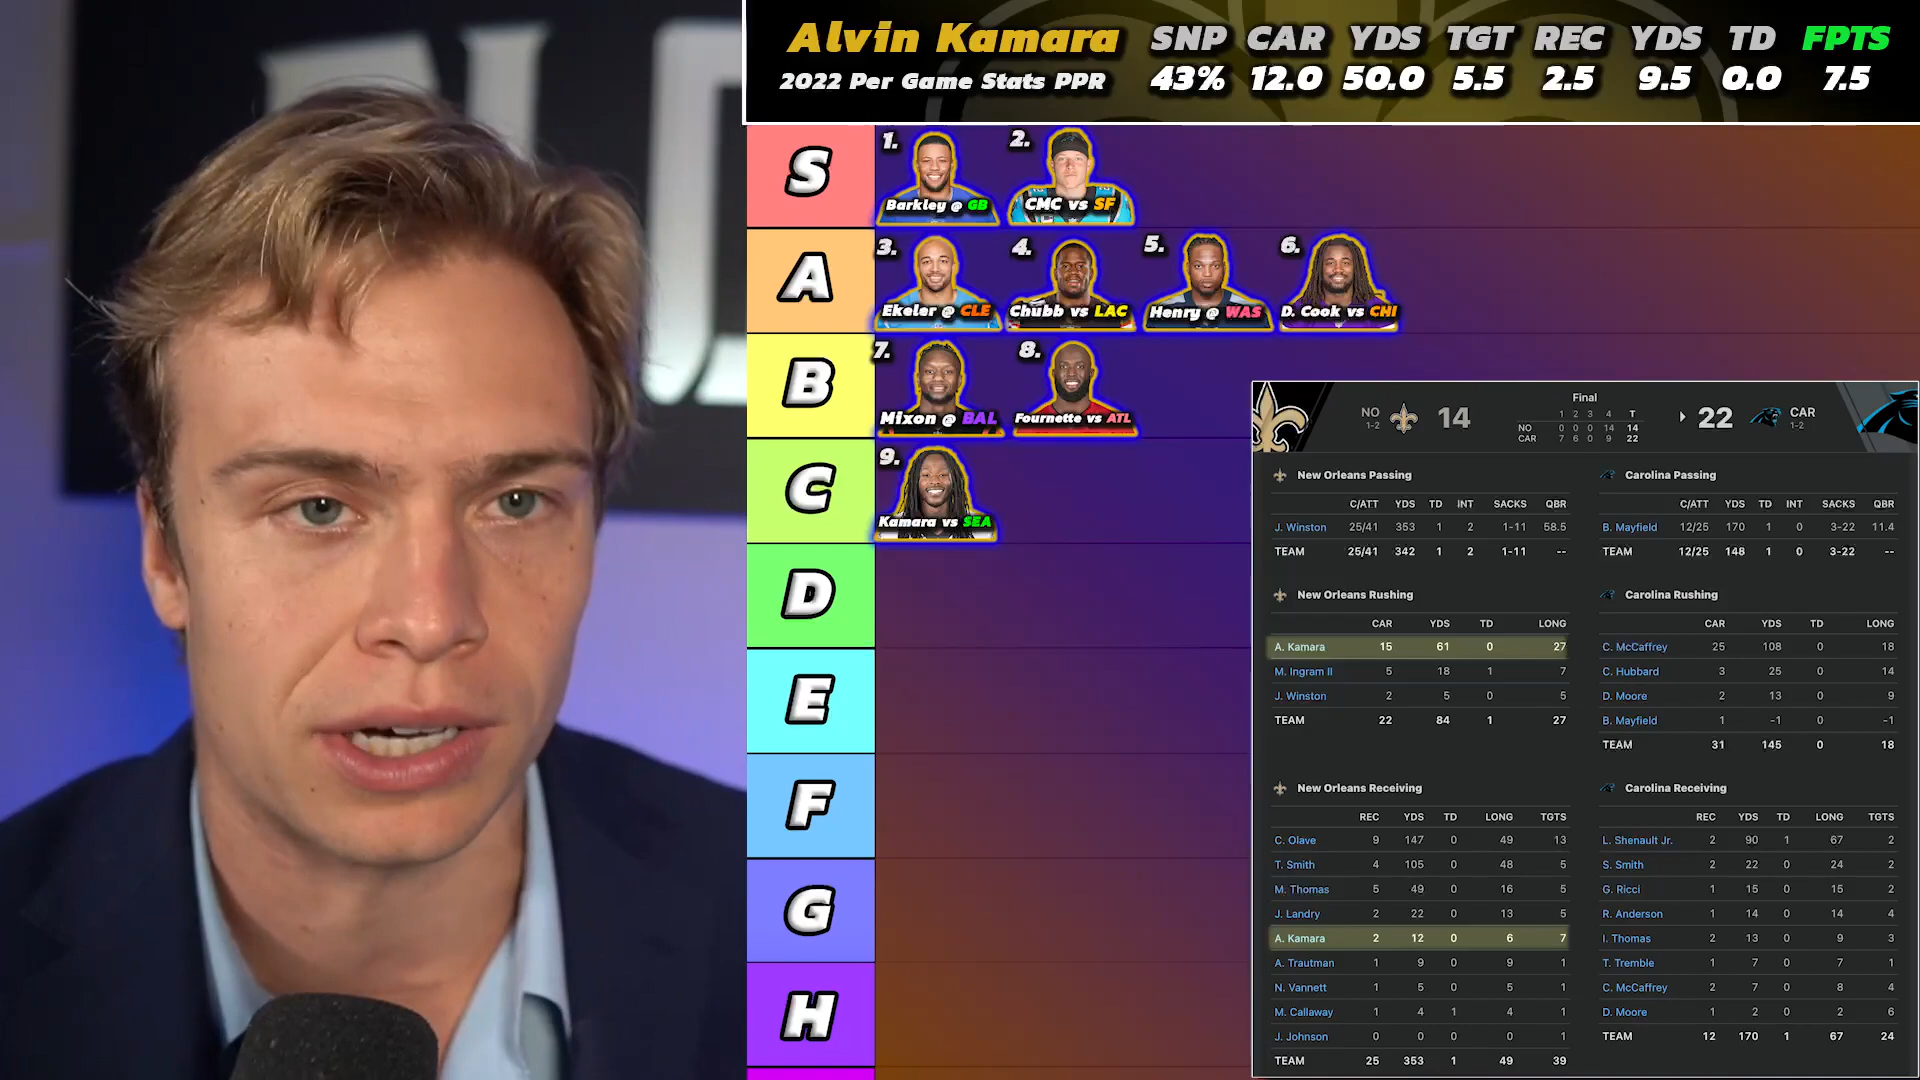 Alvin Kamara SNP CAR YDS TGT REC YDS TD FPTS
2022 Per Game Stats PPR 43% 12.0 50.0 5.5 2.5 9.5 0.0 7.5
S
1. Barkley @ GB
2. CMC vs SF
A
3. Ekeler @ CLE
4. Chubb vs LAC
5. Henry @ WAS
6. D. Cook vs CHI
B
7. Mixon @ BAL
8. Fournette vs ATL
C
9. Kamara vs SEA
D
E
F
G
H
Final
NO 14 22 CAR
1-2 1-2
1 2 3 4 T
NO 0 0 0 14 14
CAR 7 6 0 9 22
New Orleans Passing
C/ATT YDS TD INT SACKS QBR
J. Winston 25/41 353 1 2 1-11 58.5
TEAM 25/41 342 1 2 1-11 --
Carolina Passing
C/ATT YDS TD INT SACKS QBR
B. Mayfield 12/25 170 1 0 3-22 11.4
TEAM 12/25 148 1 0 3-22 --
New Orleans Rushing
CAR YDS TD LONG
A. Kamara 15 61 0 27
M. Ingram II 5 18 1 7
J. Winston 2 5 0 5
TEAM 22 84 1 27
Carolina Rushing
CAR YDS TD LONG
C. McCaffrey 25 108 0 18
C. Hubbard 3 25 0 14
D. Moore 2 13 0 9
B. Mayfield 1 -1 0 -1
TEAM 31 145 0 18
New Orleans Receiving
REC YDS TD LONG TGTS
C. Olave 9 147 0 49 13
T. Smith 4 105 0 48 5
M. Thomas 5 49 0 16 5
J. Landry 2 22 0 13 5
A. Kamara 2 12 0 6 7
A. Trautman 1 9 0 9 1
N. Vannett 1 5 0 5 1
M. Callaway 1 4 1 4 1
J. Johnson 0 0 0 0 1
TEAM 25 353 1 49 39
Carolina Receiving
REC YDS TD LONG TGTS
L. Shenault Jr. 2 90 1 67 2
S. Smith 2 22 0 24 2
G. Ricci 1 15 0 15 2
R. Anderson 1 14 0 14 4
I. Thomas 2 13 0 9 3
T. Tremble 1 7 0 7 1
C. McCaffrey 2 7 0 8 4
D. Moore 1 2 0 2 6
TEAM 12 170 1 67 24